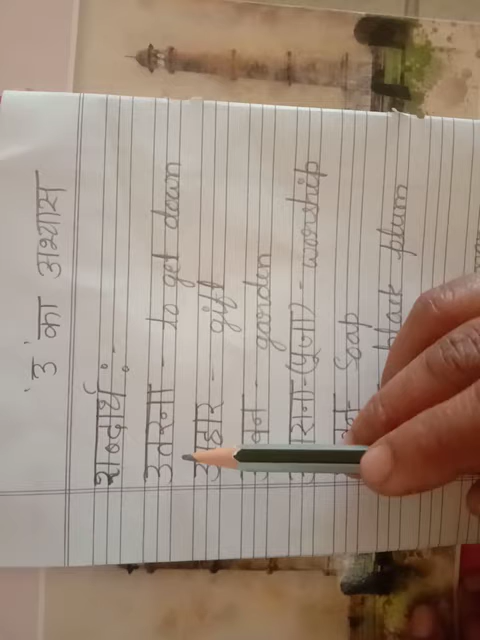 'उ' का अभ्यास
शब्दार्थ :-
उतरना - to get down
उपहार - gift
- garden
(पूजा) - worship
- Soap
black plum